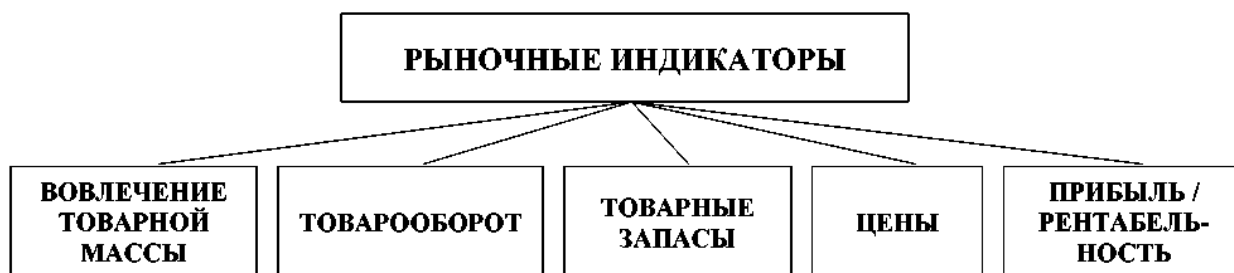 РЫНОЧНЫЕ ИНДИКАТОРЫ
ВОВЛЕЧЕНИЕ
ТОВАРНОЙ
МАССЫ
ТОВАРООБОРОТ
ТОВАРНЫЕ
ЗАПАСЫ
ЦЕНЫ
ПРИБЫЛЬ /
РЕНТАБЕЛЬ-
НОСТЬ